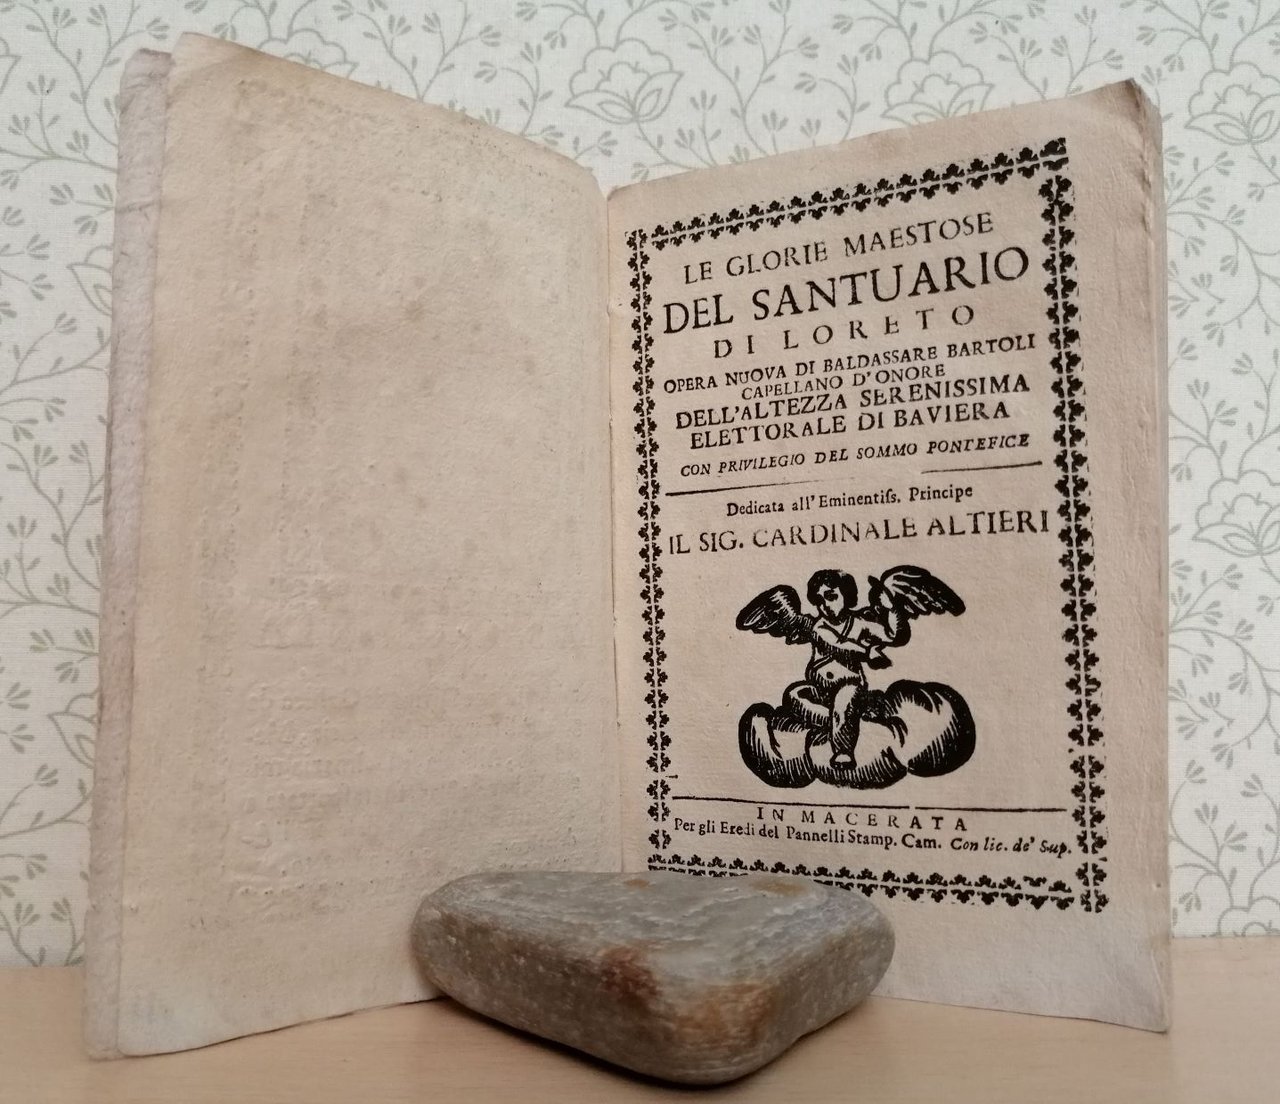 LE GLORIE MAESTOSE
DEL SANTUARIO
DI LORETO
OPERA NUOVA DI BALDASSARE BARTOLI
CAPELLANO D'ONORE
DELL'ALTEZZA SERENISSIMA
ELETTORALE DI BAVIERA
CON PRIVILEGIO DEL SOMMO PONTEFICE
Dedicata all' Eminentiſs. Principe
IL SIG. CARDINALE ALTIERI
IN MACERATA
Per gli Eredi del Pannelli Stamp. Cam. Con lic. de' Sup.